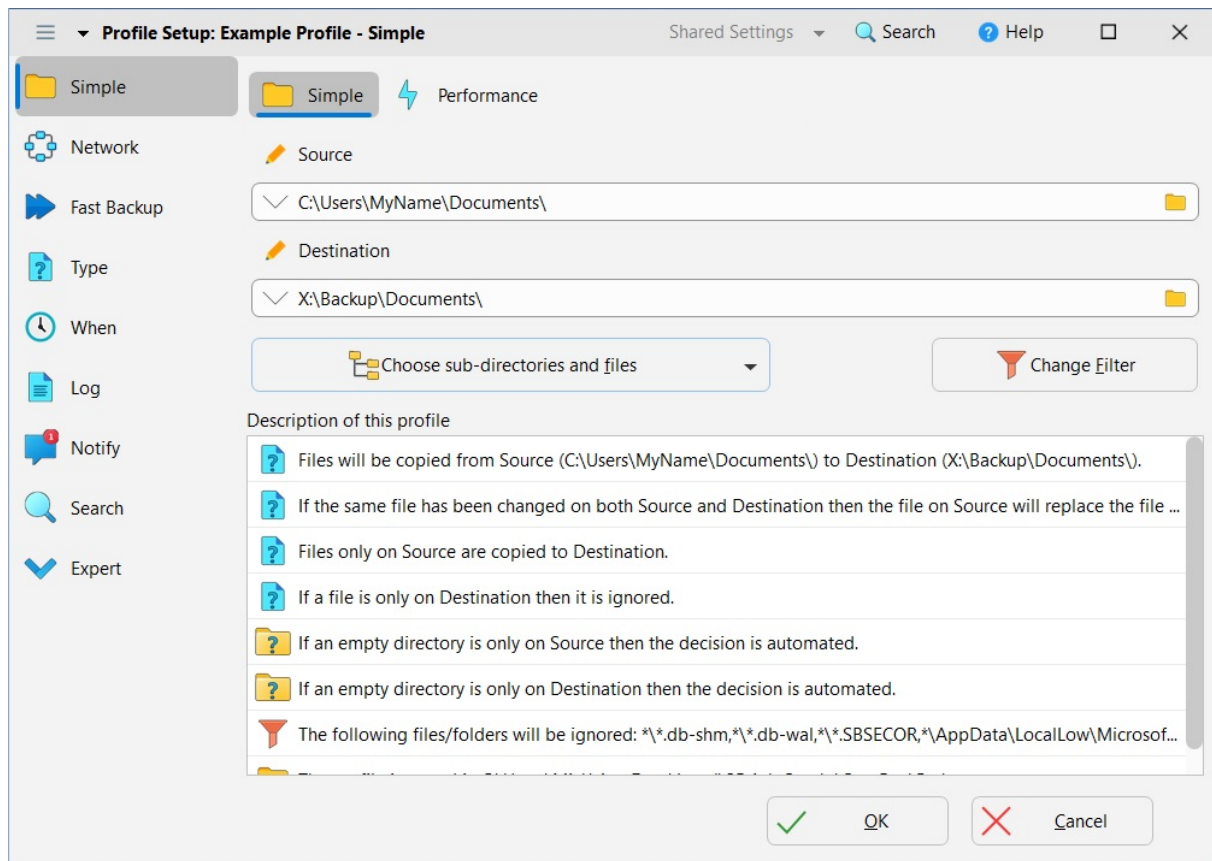 Profile Setup: Example Profile - Simple
Shared Settings
Search
Help
Simple
Network
Fast Backup
Type
When
Log
1
Notify
Search
Expert
Simple
Performance
Source
C:\Users\MyName\Documents\
Destination
X:\Backup\Documents\
Choose sub-directories and files
Change Filter
Description of this profile
Files will be copied from Source (C:\Users\MyName\Documents\) to Destination (X:\Backup\Documents\).
If the same file has been changed on both Source and Destination then the file on Source will replace the file ...
Files only on Source are copied to Destination.
If a file is only on Destination then it is ignored.
If an empty directory is only on Source then the decision is automated.
If an empty directory is only on Destination then the decision is automated.
The following files/folders will be ignored: *\*.db-shm,*\*.db-wal,*\*.SBSECOR,*\AppData\LocalLow\Microsof...
OK
Cancel